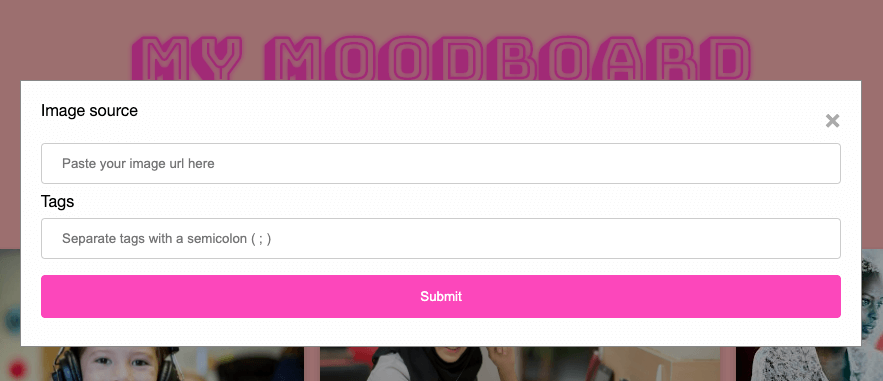 MY MOODBOARD
Image source
×
Paste your image url here
Tags
Separate tags with a semicolon ( ; )
Submit